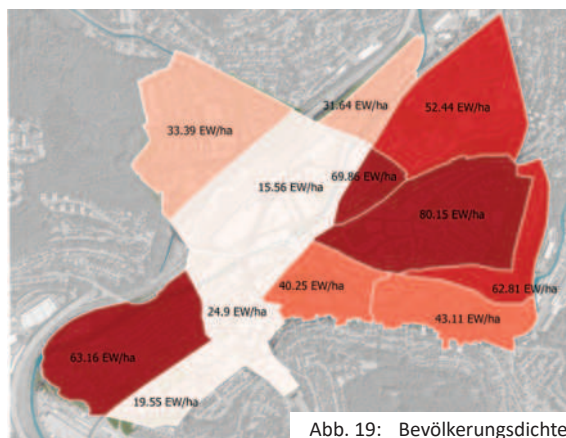 31.64 EW/ha
52.44 EW/ha
33.39 EW/ha
69.86 EW/ha
15.56 EW/ha
80.15 EW/ha
40.25 EW/ha
62.81 EW/ha
24.9 EW/ha
43.11 EW/ha
63.16 EW/ha
19.55 EW/ha
Abb. 19: Bevölkerungsdichte